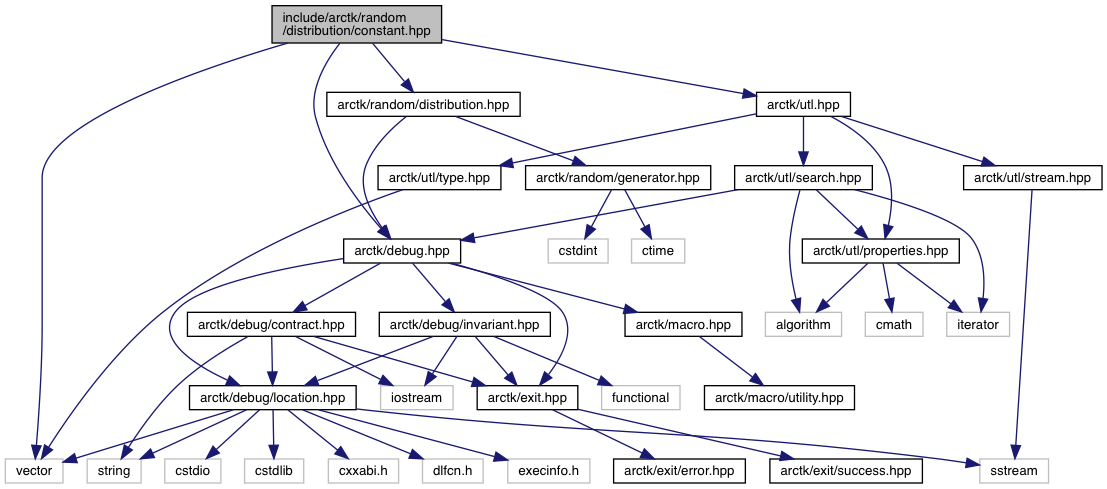 include/arctk/random
/distribution/constant.hpp
arctk/random/distribution.hpp
arctk/utl.hpp
arctk/utl/type.hpp
arctk/random/generator.hpp
arctk/utl/search.hpp
arctk/utl/stream.hpp
arctk/debug.hpp
cstdint
ctime
arctk/utl/properties.hpp
arctk/debug/contract.hpp
arctk/debug/invariant.hpp
arctk/macro.hpp
algorithm
cmath
iterator
arctk/debug/location.hpp
iostream
arctk/exit.hpp
functional
arctk/macro/utility.hpp
vector
string
cstdio
cstdlib
cxxabi.h
dlfcn.h
execinfo.h
arctk/exit/error.hpp
arctk/exit/success.hpp
sstream